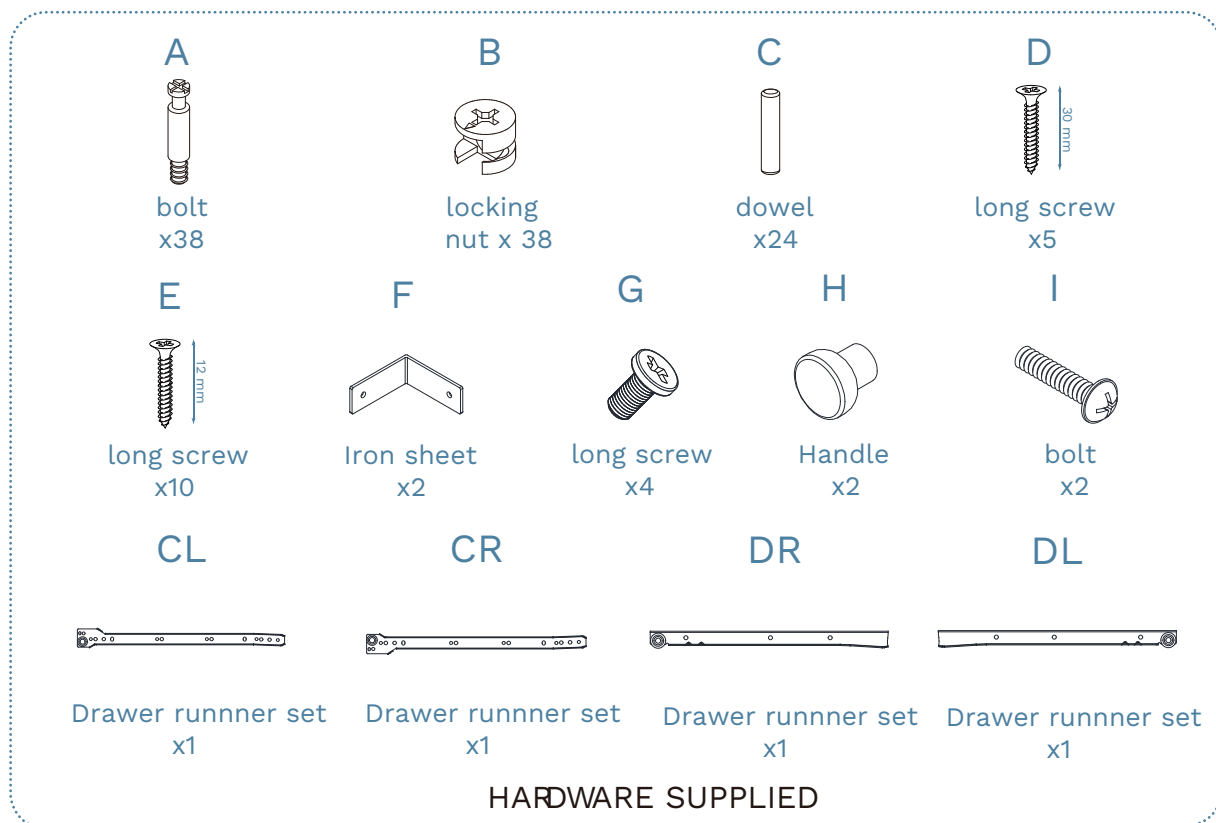 A
B
C
D
30 mm
bolt
x38
locking
nut x 38
dowel
x24
long screw
x5
E
F
G
H
I
12 mm
long screw
x10
Iron sheet
x2
long screw
x4
Handle
x2
bolt
x2
CL
CR
DR
DL
Drawer runnner set
x1
Drawer runnner set
x1
Drawer runnner set
x1
Drawer runnner set
x1
HARDWARE SUPPLIED